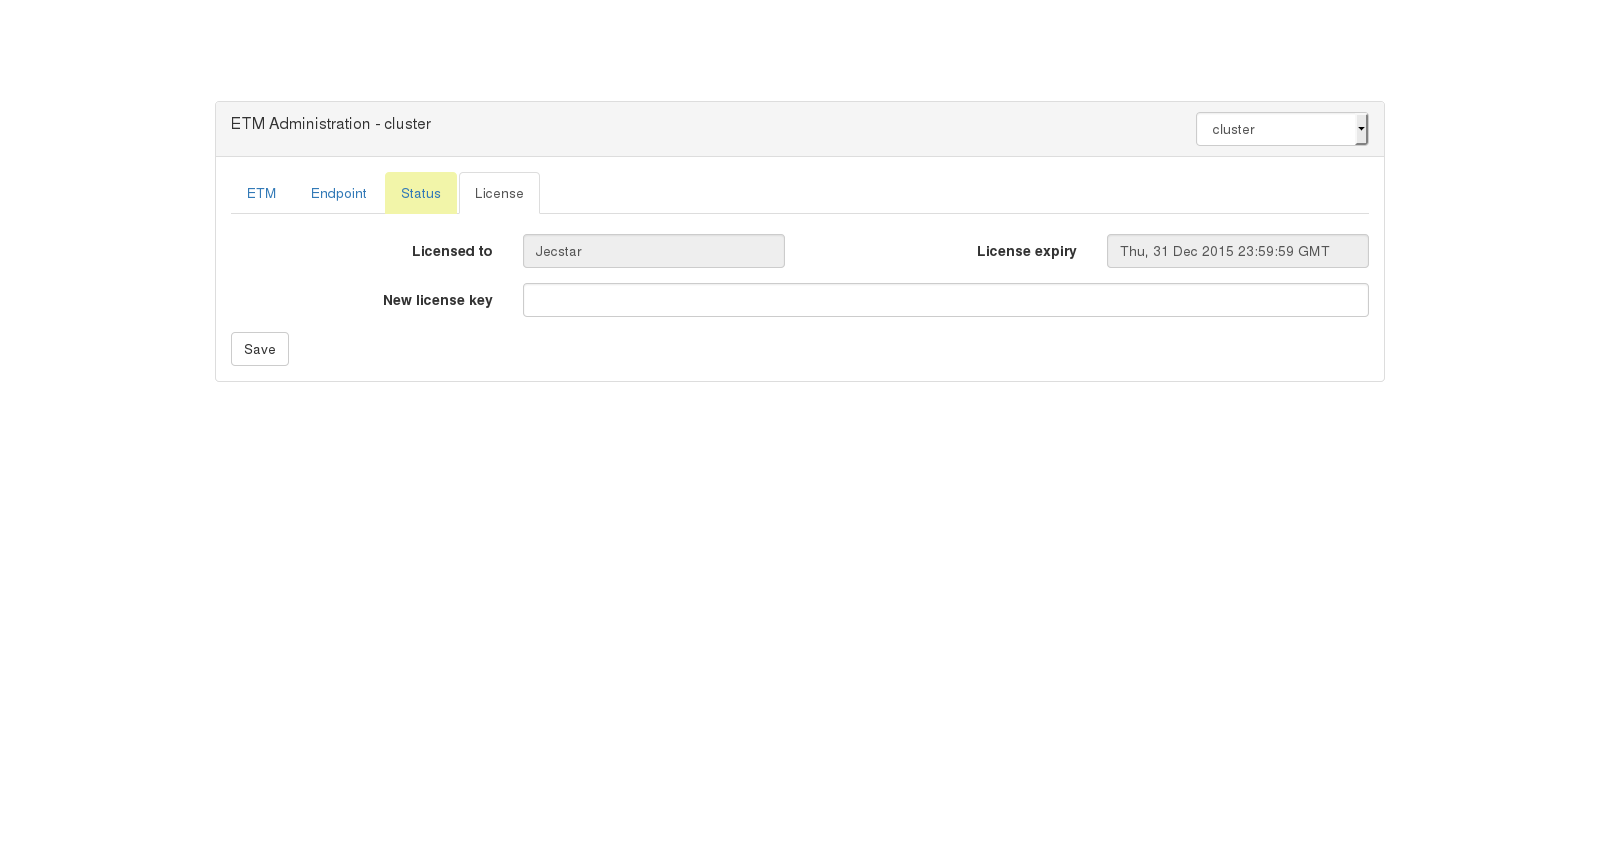 ETM Administration - cluster
cluster
ETM Endpoint Status License
Licensed to Jecstar License expiry Thu, 31 Dec 2015 23:59:59 GMT
New license key
Save